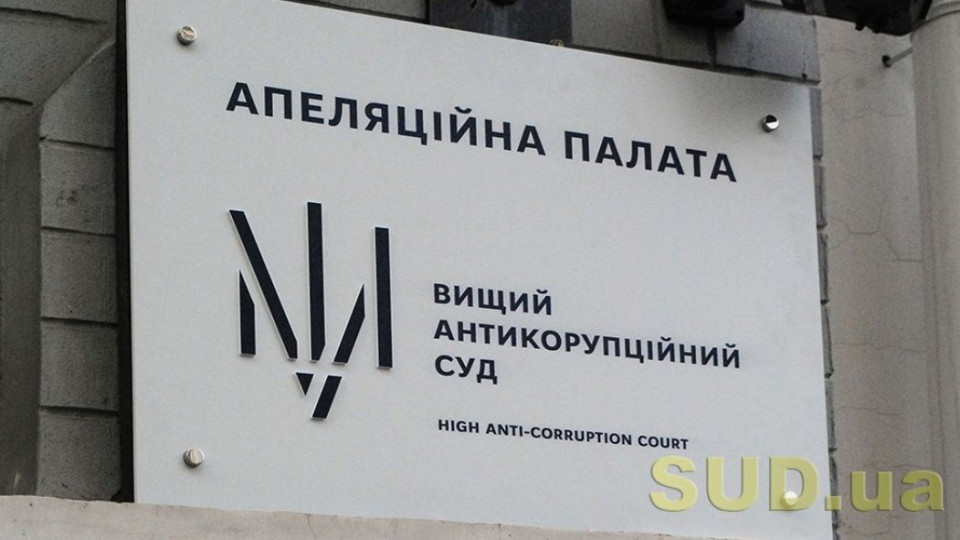 АПЕЛЯЦІЙНА ПАЛАТА
ВИЩИЙ
АНТИКОРУПЦІЙНИЙ
СУД
HIGH ANTI-CORRUPTION COURT
SUD.ua